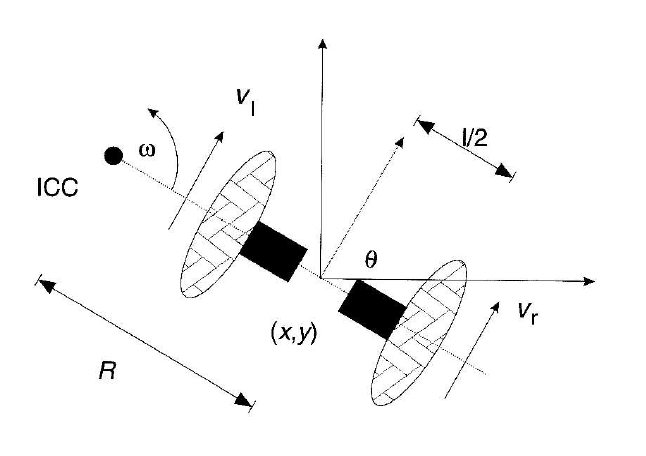 v_l
l/2
ω
ICC
θ
(x,y)
v_r
R